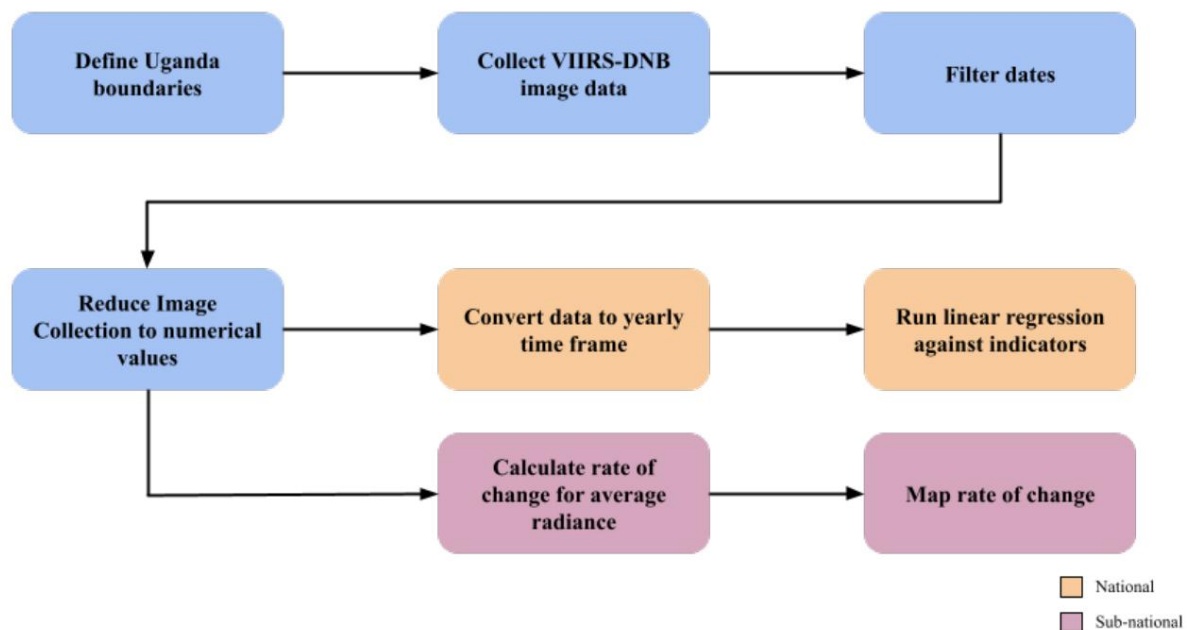 Define Uganda
boundaries
Collect VIIRS-DNB
image data
Filter dates
Reduce Image
Collection to numerical
values
Convert data to yearly
time frame
Run linear regression
against indicators
Calculate rate of
change for average
radiance
Map rate of change
National
Sub-national